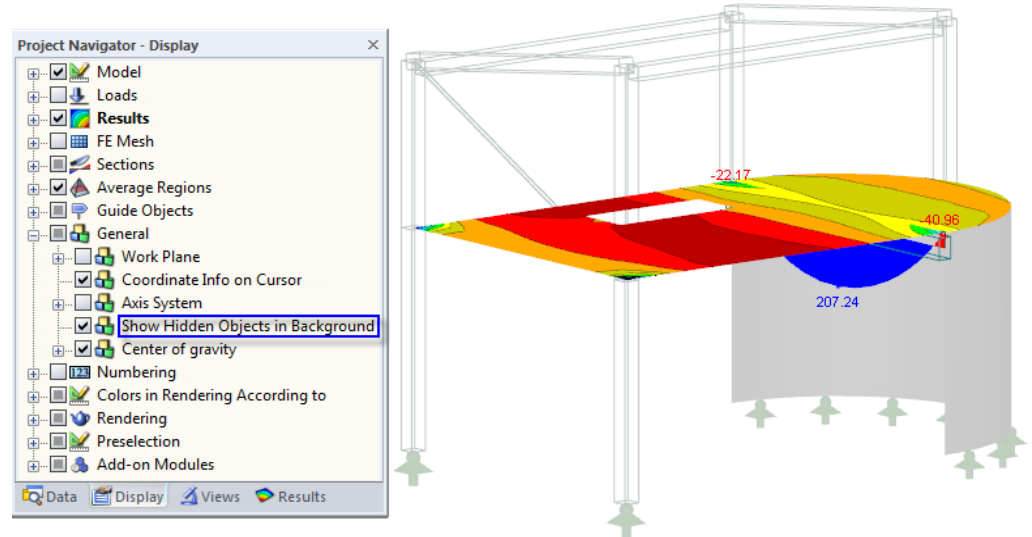 Project Navigator - Display
Model
Loads
Results
FE Mesh
Sections
Average Regions
Guide Objects
General
Work Plane
Coordinate Info on Cursor
Axis System
Show Hidden Objects in Background
Center of gravity
123 Numbering
Colors in Rendering According to
Rendering
Preselection
Add-on Modules
Data Display Views Results
-22.17
-40.96
207.24